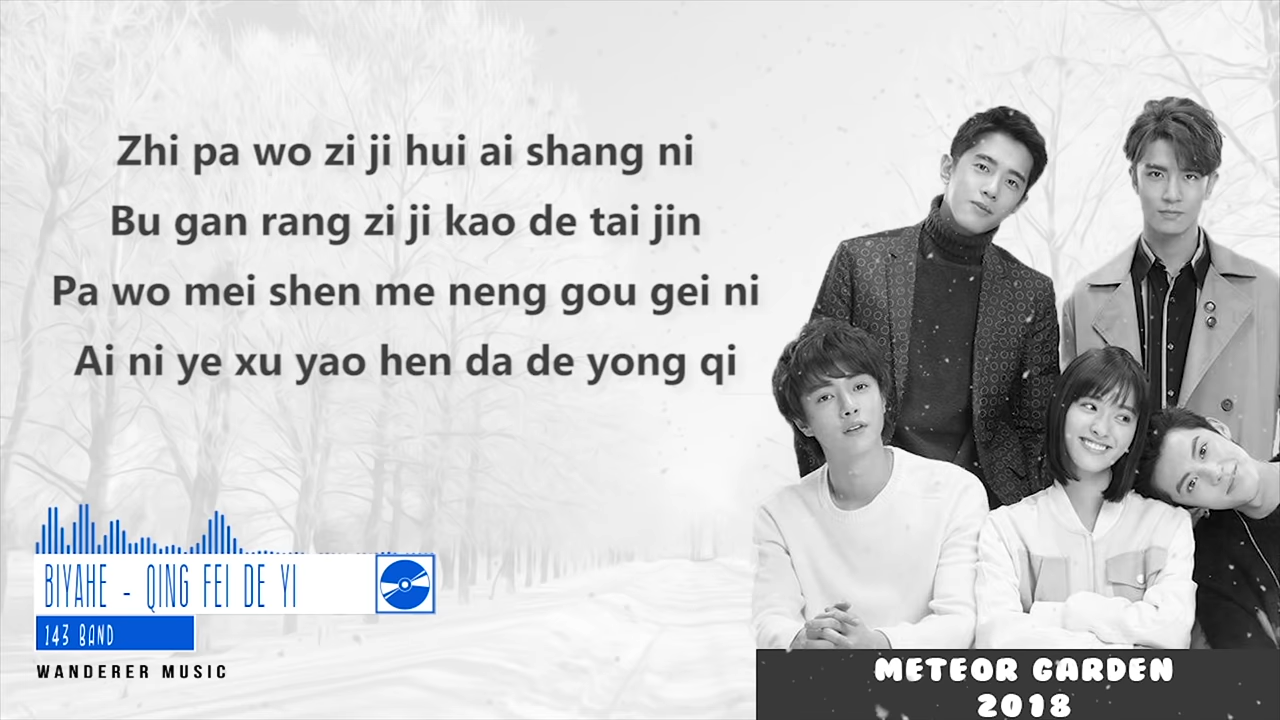 Zhi pa wo zi ji hui ai shang ni
Bu gan rang zi ji kao de tai jin
Pa wo mei shen me neng gou gei ni
Ai ni ye xu yao hen da de yong qi
BIYAHE - QING FEI DE YI
143 BAND
WANDERER MUSIC
METEOR GARDEN
2018